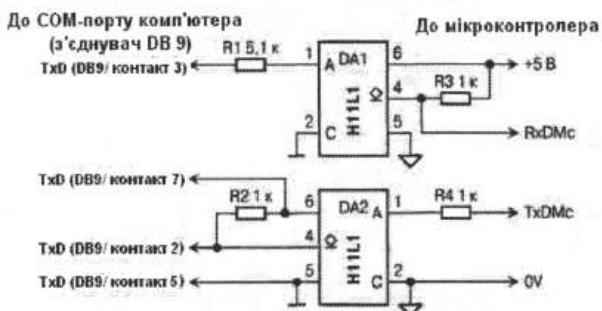 До COM-порту комп'ютера
(з'єднувач DB 9)
До мікроконтролера
TxD (DB9/ контакт 3)
R1 5,1 к
1
A
DA1
6
+5 В
4
R3 1 к
2
C
H11L1
5
RxDMc
TxD (DB9/ контакт 7)
R2 1 к
6
DA2
A
1
R4 1 к
TxDMc
TxD (DB9/ контакт 2)
4
H11L1
TxD (DB9/ контакт 5)
5
C
2
0V